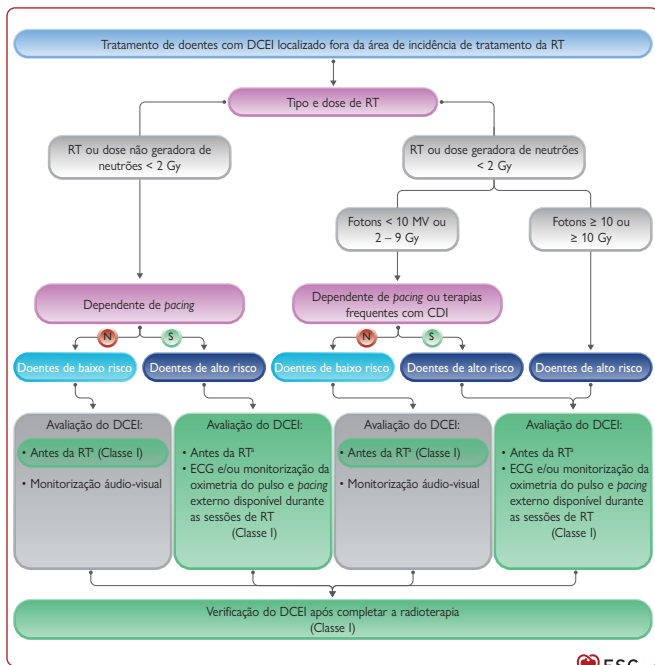 Tratamento de doentes com DCEI localizado fora da área de incidência de tratamento da RT
Tipo e dose de RT
RT ou dose não geradora de
neutrões < 2 Gy
RT ou dose geradora de neutrões
< 2 Gy
Fotons < 10 MV ou
2 – 9 Gy
Fotons ≥ 10 ou
≥ 10 Gy
Dependente de pacing
Dependente de pacing ou terapias
frequentes com CDI
N
S
N
S
Doentes de baixo risco
Doentes de alto risco
Doentes de baixo risco
Doentes de alto risco
Doentes de alto risco
Avaliação do DCEI:
• Antes da RTª (Classe I)
• Monitorização áudio-visual
Avaliação do DCEI:
• Antes da RTª
• ECG e/ou monitorização da
oximetria do pulso e pacing
externo disponível durante
as sessões de RT
(Classe I)
Avaliação do DCEI:
• Antes da RTª (Classe I)
• Monitorização áudio-visual
Avaliação do DCEI:
• Antes da RTª
• ECG e/ou monitorização da
oximetria do pulso e pacing
externo disponível durante
as sessões de RT
(Classe I)
Verificação do DCEI após completar a radioterapia
(Classe I)
ESC